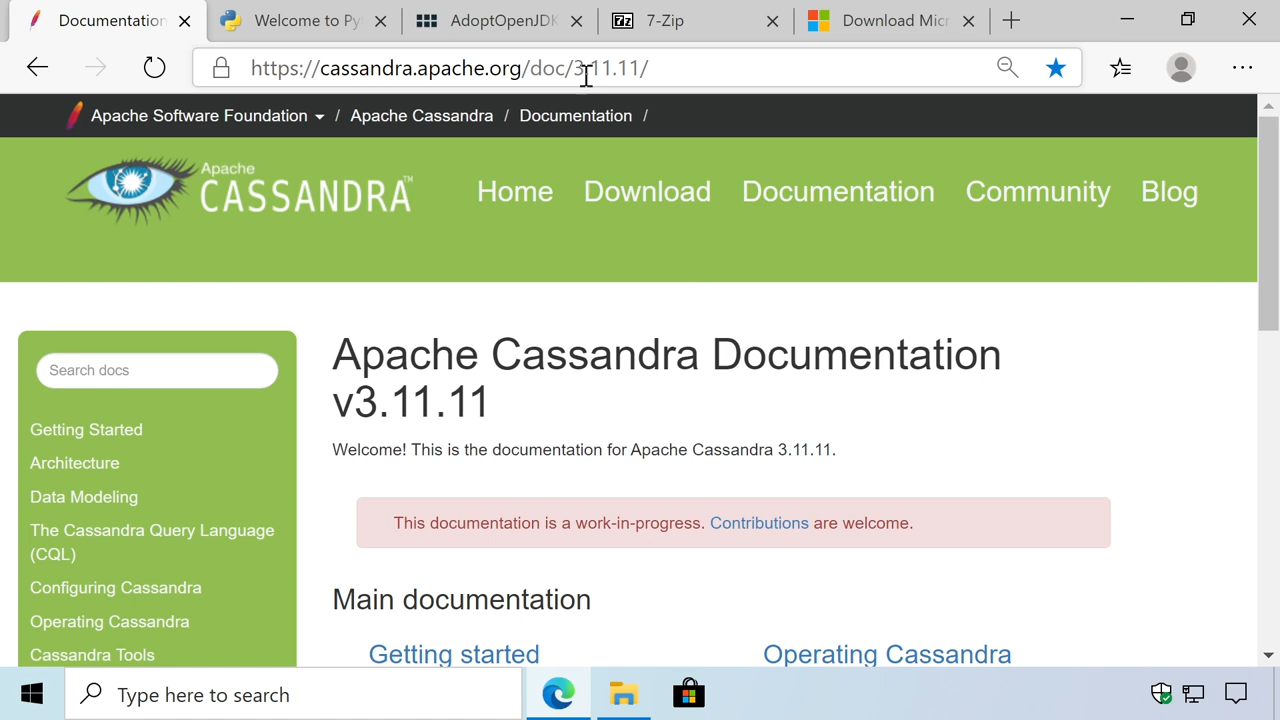 Documentation
Welcome to Py
AdoptOpenJDK
7-Zip
Download Micr
https://cassandra.apache.org/doc/3.11.11/
Apache Software Foundation / Apache Cassandra / Documentation /
Apache
CASSANDRA™
Home Download Documentation Community Blog
Search docs
Getting Started
Architecture
Data Modeling
The Cassandra Query Language
(CQL)
Configuring Cassandra
Operating Cassandra
Cassandra Tools
Apache Cassandra Documentation
v3.11.11
Welcome! This is the documentation for Apache Cassandra 3.11.11.
This documentation is a work-in-progress. Contributions are welcome.
Main documentation
Getting started
Operating Cassandra
Type here to search